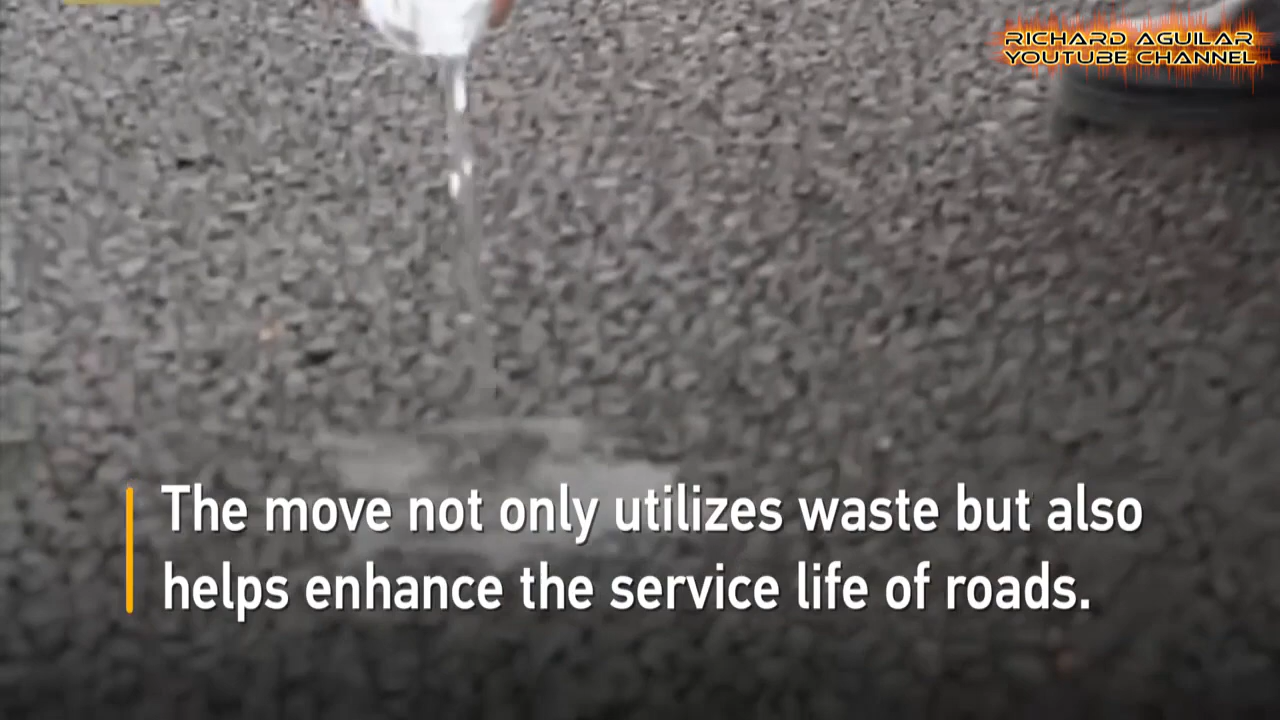 RICHARD AGUILAR
YOUTUBE CHANNEL
The move not only utilizes waste but also
helps enhance the service life of roads.